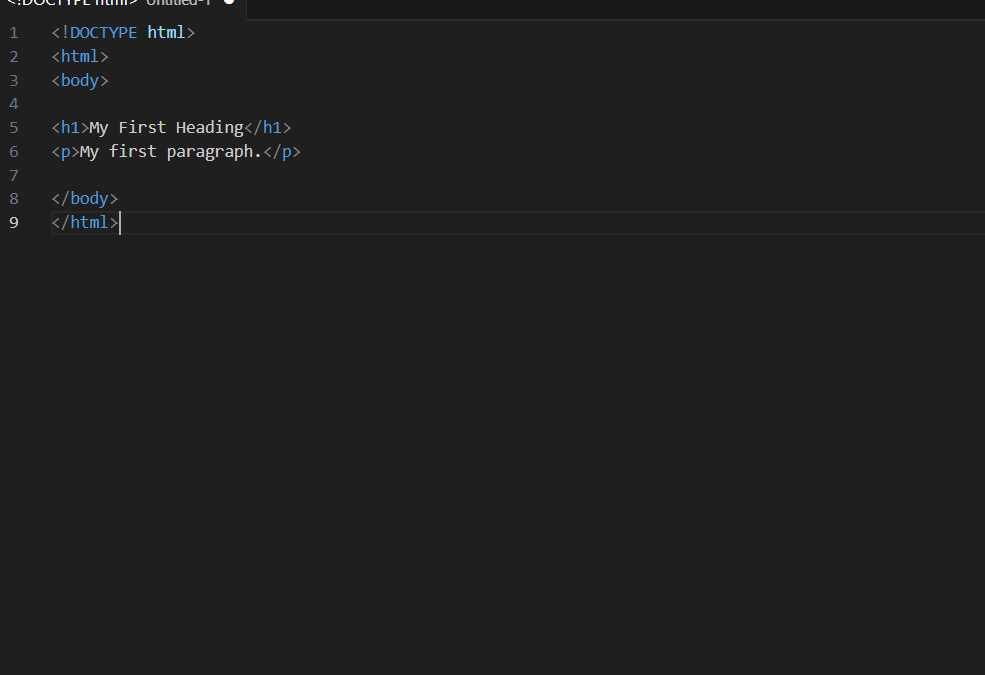 <!DOCTYPE html> Untitled-1
1 <!DOCTYPE html>
2 <html>
3 <body>
4
5 <h1>My First Heading</h1>
6 <p>My first paragraph.</p>
7
8 </body>
9 </html>